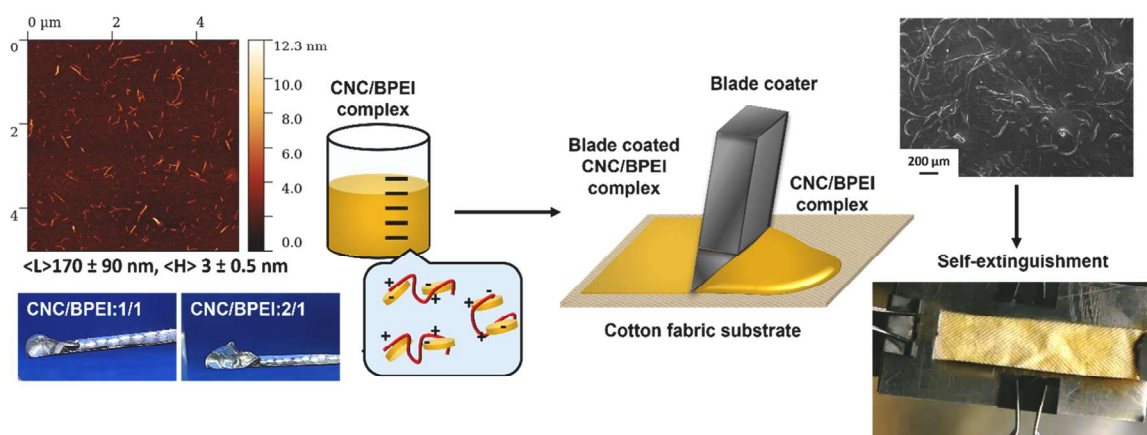 0 µm
2
4
0
2
4
12.3 nm
10.0
8.0
6.0
4.0
2.0
0.0
<L>170 ± 90 nm, <H> 3 ± 0.5 nm
CNC/BPEI:1/1
CNC/BPEI:2/1
CNC/BPEI
complex
+
-
+
-
+
-
+
-
+
-
+
-
Blade coated
CNC/BPEI
complex
Blade coater
CNC/BPEI
complex
Cotton fabric substrate
200 µm
Self-extinguishment